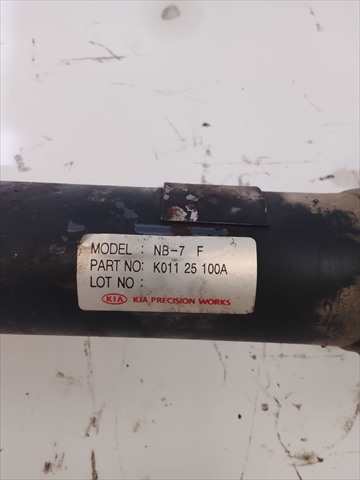 MODEL : NB-7 F
PART NO: K011 25 100A
LOT NO :
KIA KIA PRECISION WORKS